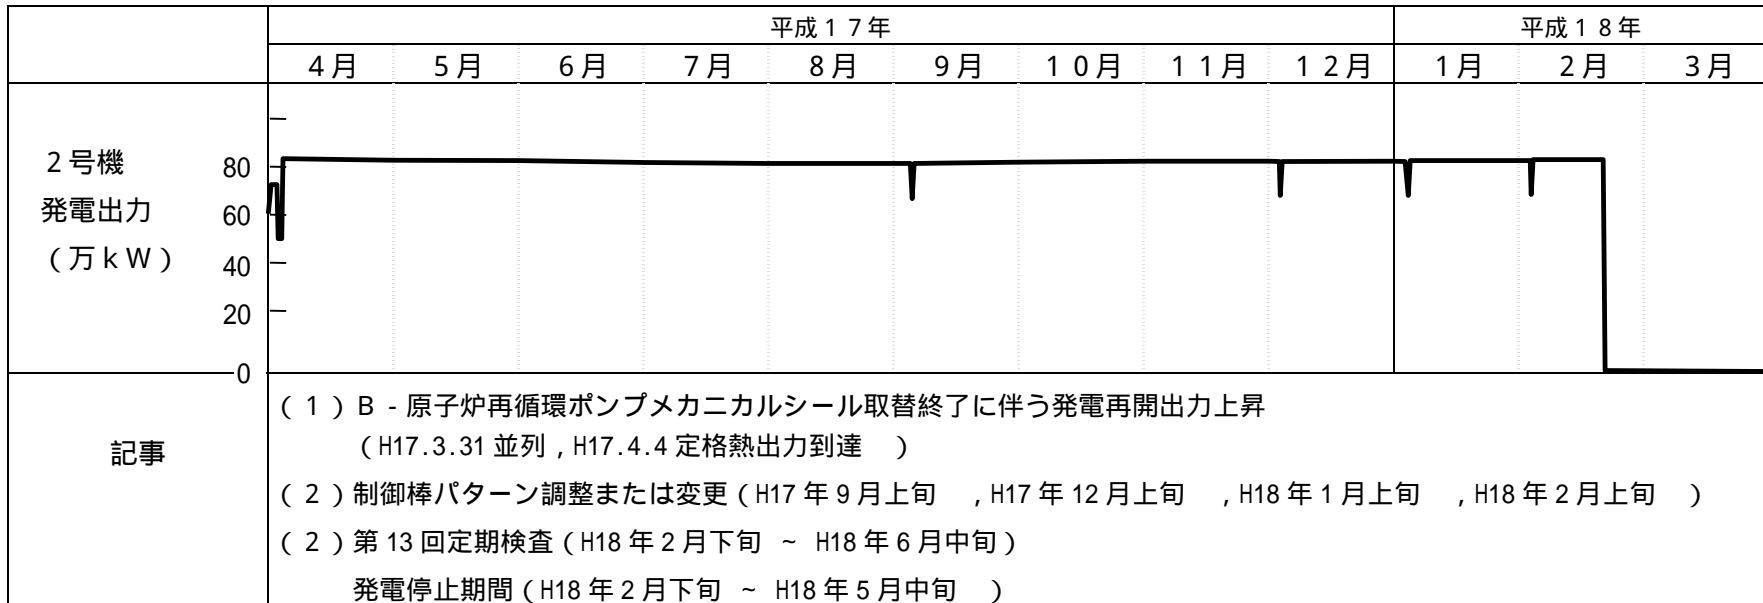 平成１７年 平成１８年
4月 5月 6月 7月 8月 9月 10月 11月 12月 1月 2月 3月
2号機
発電出力
（万ｋＷ）
80
60
40
20
0
記事
（１）Ｂ‐原子炉再循環ポンプメカニカルシール取替終了に伴う発電再開出力上昇
（H17.3.31 並列，H17.4.4 定格熱出力到達　）
（２）制御棒パターン調整または変更（H17 年 9 月上旬　，H17 年 12 月上旬　，H18 年 1 月上旬　，H18 年 2 月上旬　）
（２）第 13 回定期検査（H18 年 2 月下旬 ~ H18 年 6 月中旬）
発電停止期間（H18 年 2 月下旬 ~ H18 年 5 月中旬　）